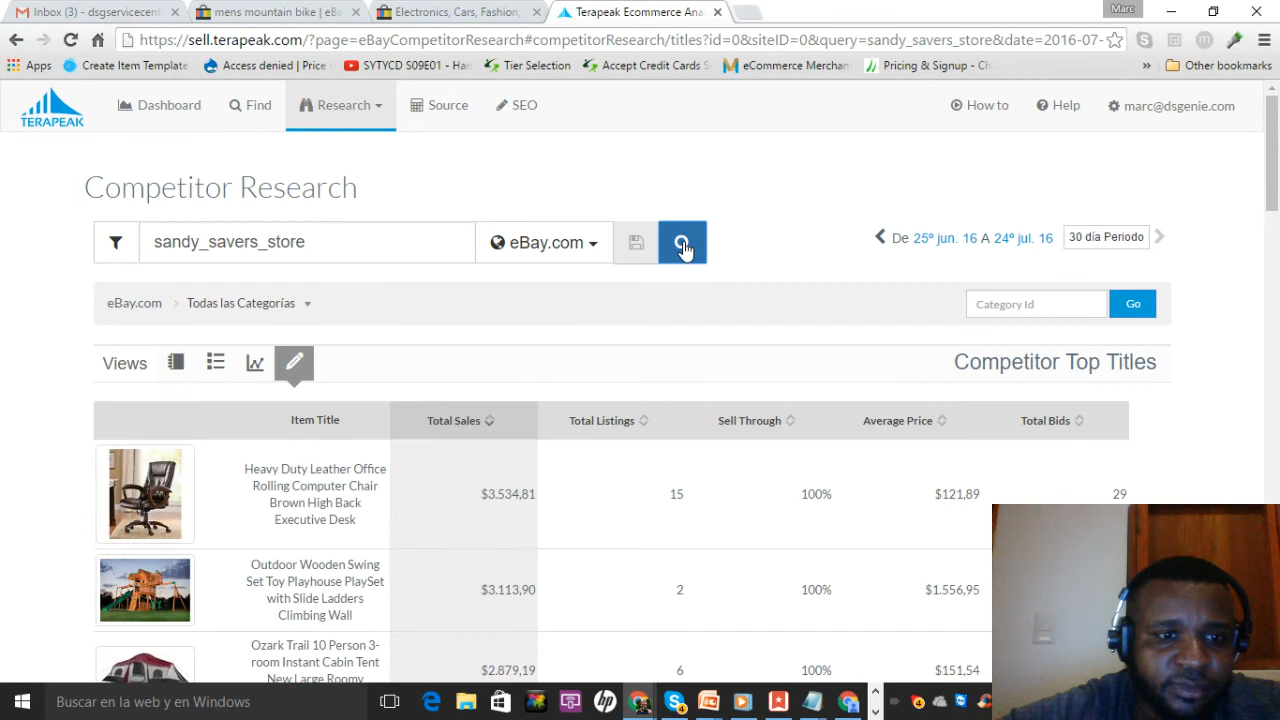 Inbox (3) - dsgservicecent
mens mountain bike | eBa
Electronics, Cars, Fashion,
Terapeak Ecommerce Ana
Marc
https://sell.terapeak.com/?page=eBayCompetitorResearch#competitorResearch/titles?id=0&siteID=0&query=sandy_savers_store&date=2016-07-
Apps
Create Item Template
Access denied | Price
SYTYCD S09E01 - Han
Tier Selection
Accept Credit Cards S
eCommerce Merchan
Pricing & Signup - Ch
»
Other bookmarks
TERAPEAK
Dashboard
Find
Research
Source
SEO
How to
Help
marc@dsgenie.com
Competitor Research
sandy_savers_store
eBay.com
De 25º jun. 16 A 24º jul. 16
30 día Periodo
eBay.com
Todas las Categorías
Category Id
Go
Views
Competitor Top Titles
Item Title
Total Sales
Total Listings
Sell Through
Average Price
Total Bids
Heavy Duty Leather Office
Rolling Computer Chair
Brown High Back
Executive Desk
$3.534,81
15
100%
$121,89
29
Outdoor Wooden Swing
Set Toy Playhouse PlaySet
with Slide Ladders
Climbing Wall
$3.113,90
2
100%
$1.556,95
Ozark Trail 10 Person 3-
room Instant Cabin Tent
New Large Roomy
$2.879,19
6
100%
$151,54
Buscar en la web y en Windows